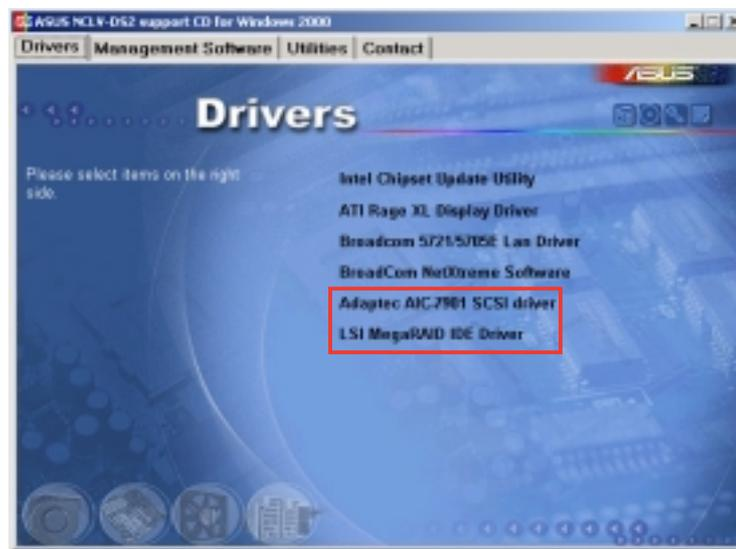 ASUS NCLV-DS2 support CD for Windows 2000
Drivers Management Software Utilities Contact
ASUS
Drivers
Please select items on the right
side.
Intel Chipset Update Utility
ATI Rage XL Display Driver
Broadcom 5721/5705E Lan Driver
BroadCom NetXtreme Software
Adaptec AIC-7901 SCSI driver
LSI MegaRAID IDE Driver